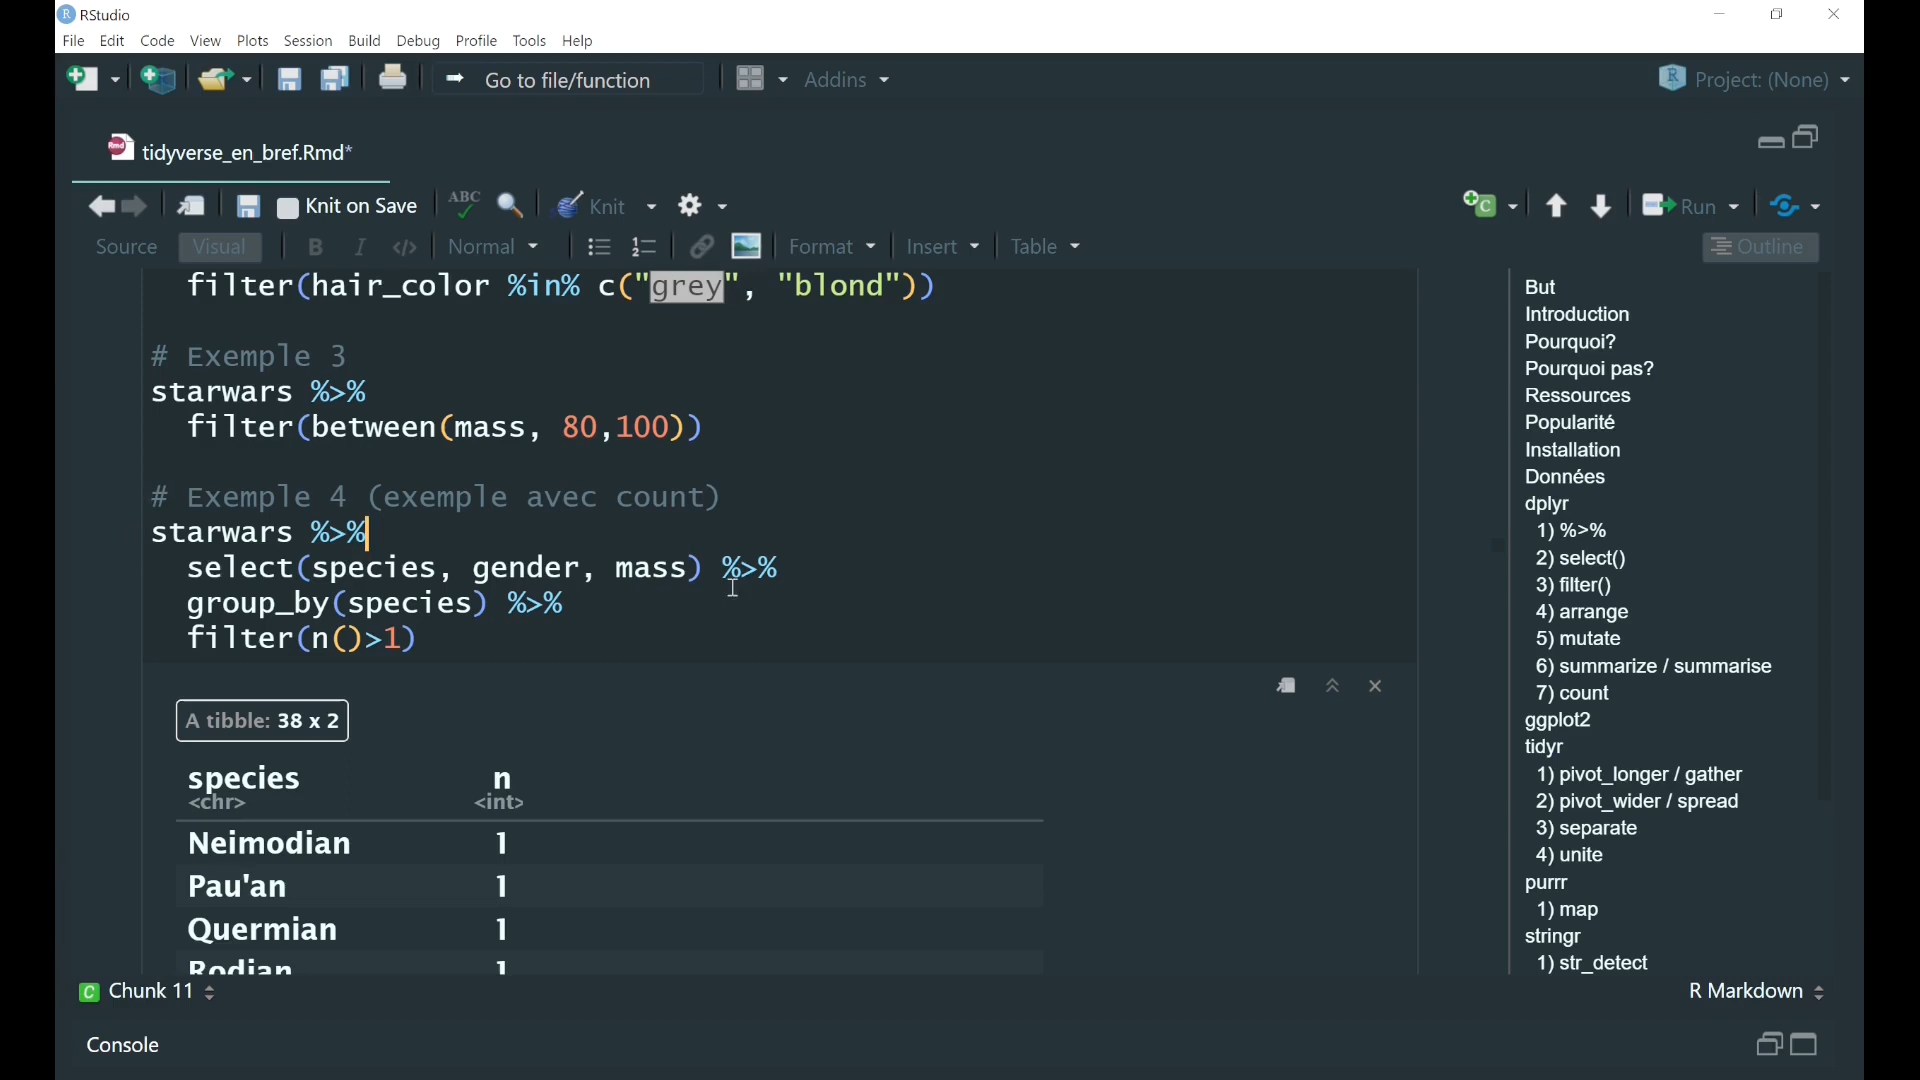 RStudio
File Edit Code View Plots Session Build Debug Profile Tools Help
Go to file/function Addins Project: (None)
tidyverse_en_bref.Rmd*
Knit on Save ABC Knit Run
Source Visual B I </> Normal Format Insert Table Outline
filter(hair_color %in% c("grey", "blond"))
# Exemple 3
starwars %>%
filter(between(mass, 80,100))
# Exemple 4 (exemple avec count)
starwars %>%
select(species, gender, mass) %>%
group_by(species) %>%
filter(n()>1)
A tibble: 38 x 2
species n
<chr> <int>
Neimodian 1
Pau'an 1
Quermian 1
Rodian 1
But
Introduction
Pourquoi?
Pourquoi pas?
Ressources
Popularité
Installation
Données
dplyr
1) %>%
2) select()
3) filter()
4) arrange
5) mutate
6) summarize / summarise
7) count
ggplot2
tidyr
1) pivot_longer / gather
2) pivot_wider / spread
3) separate
4) unite
purrr
1) map
stringr
1) str_detect
C Chunk 11 R Markdown
Console